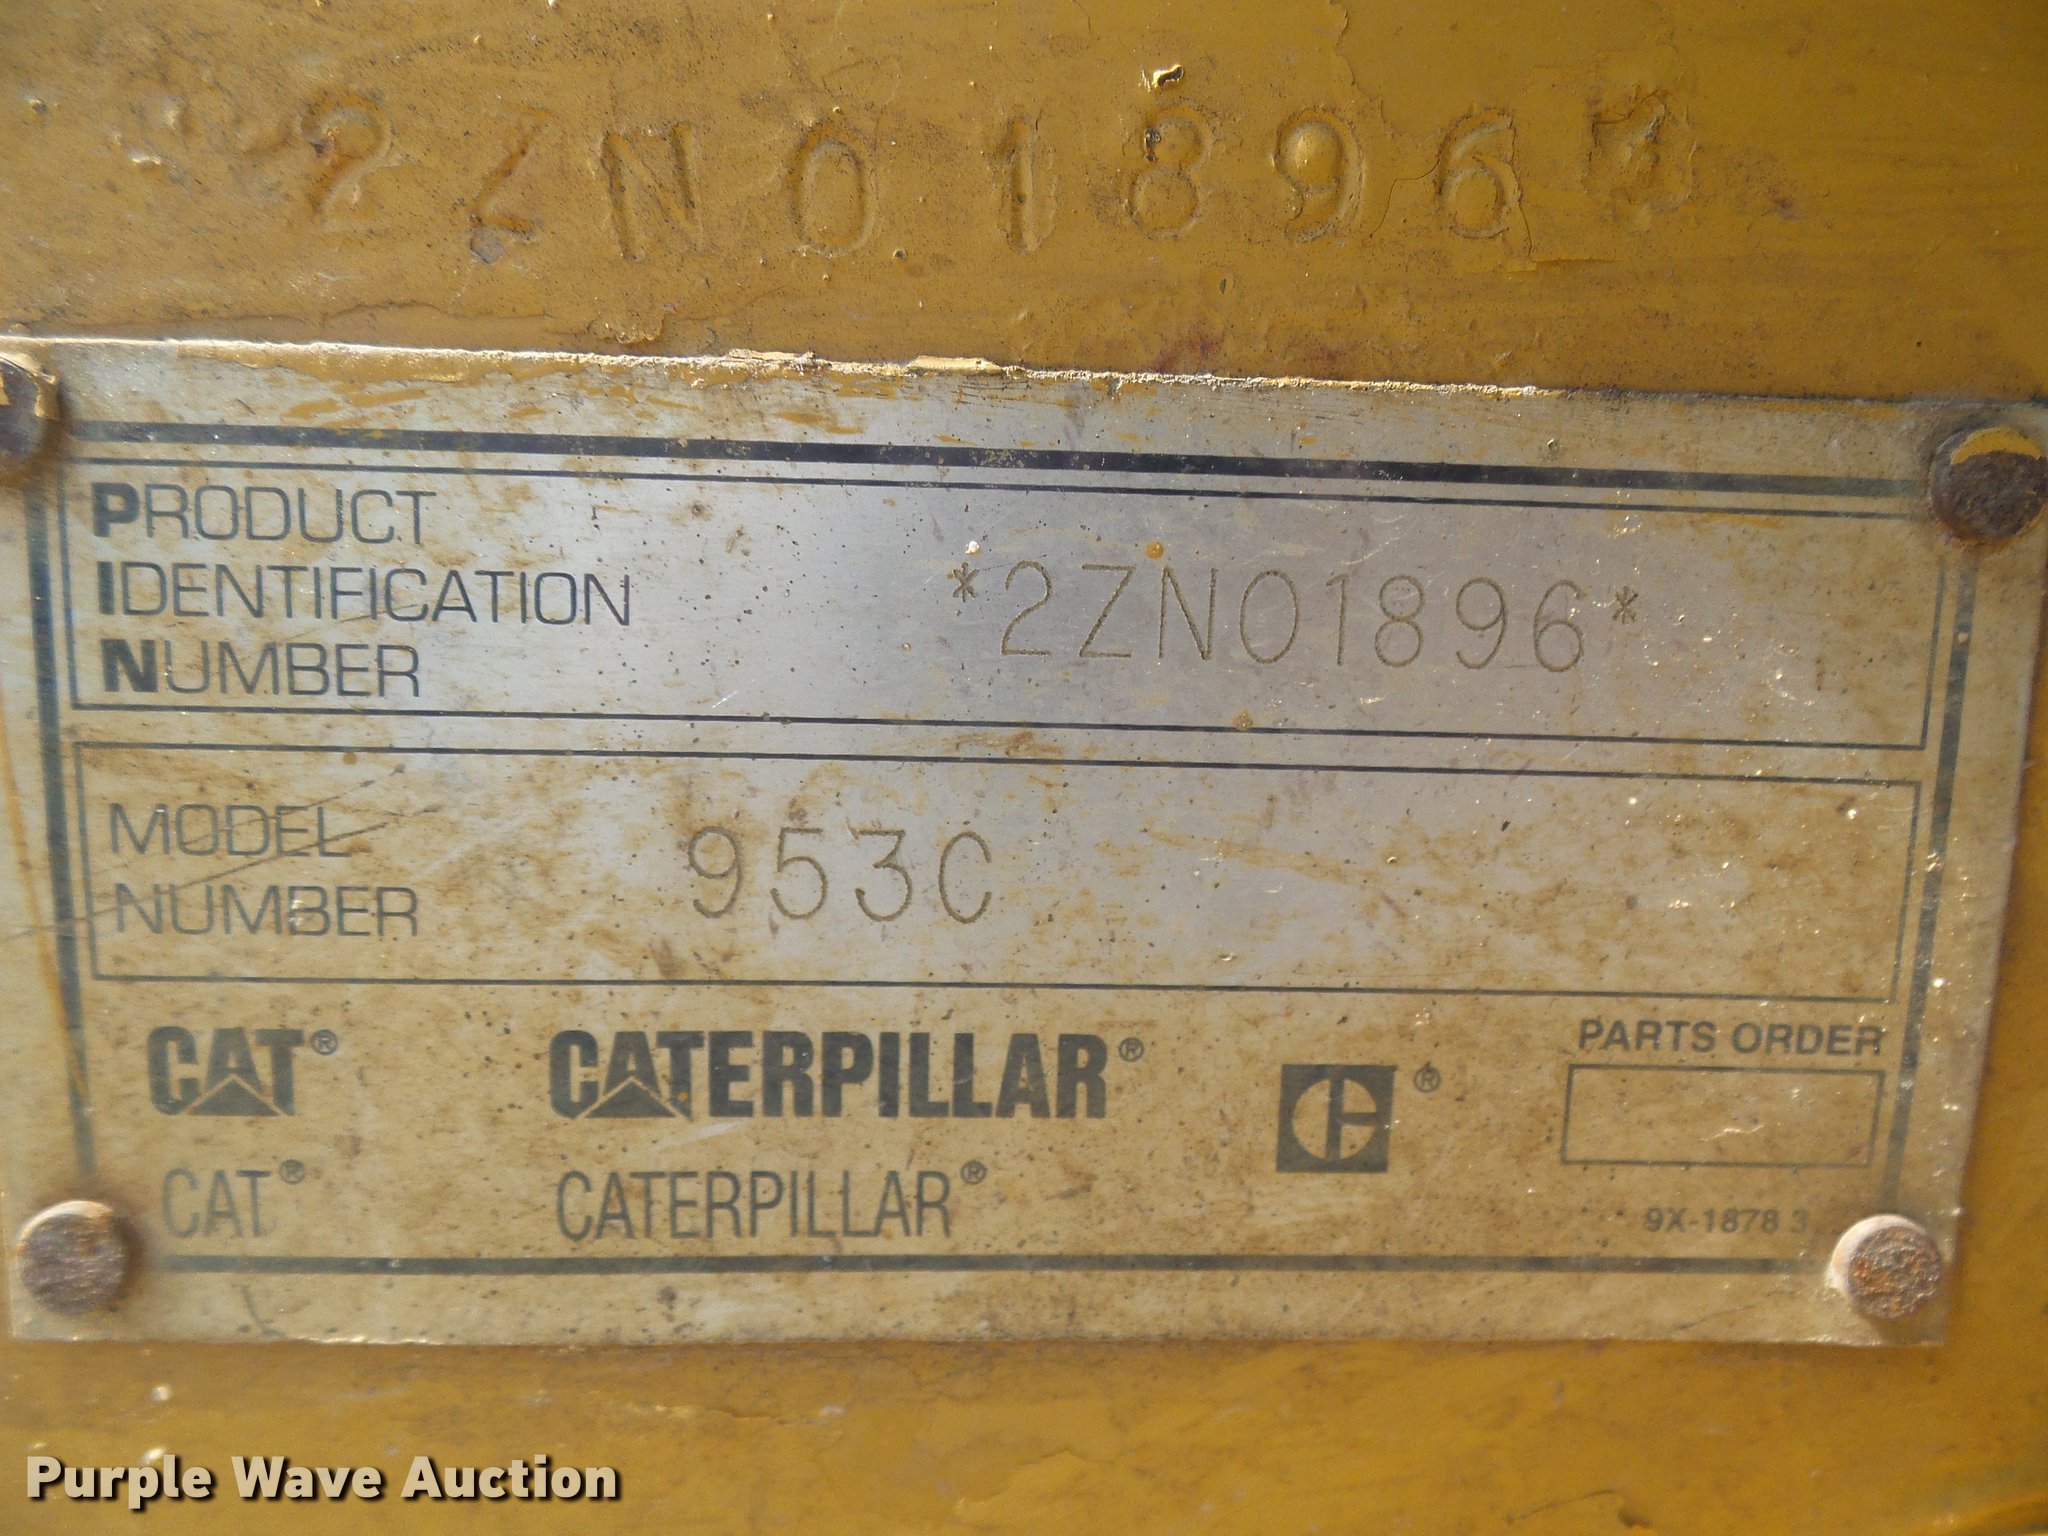 2ZN01896
PRODUCT
IDENTIFICATION
NUMBER
*2ZN01896*
MODEL
NUMBER
953C
CAT® CATERPILLAR® ®
PARTS ORDER
CAT® CATERPILLAR®
9X-1878 3
Purple Wave Auction